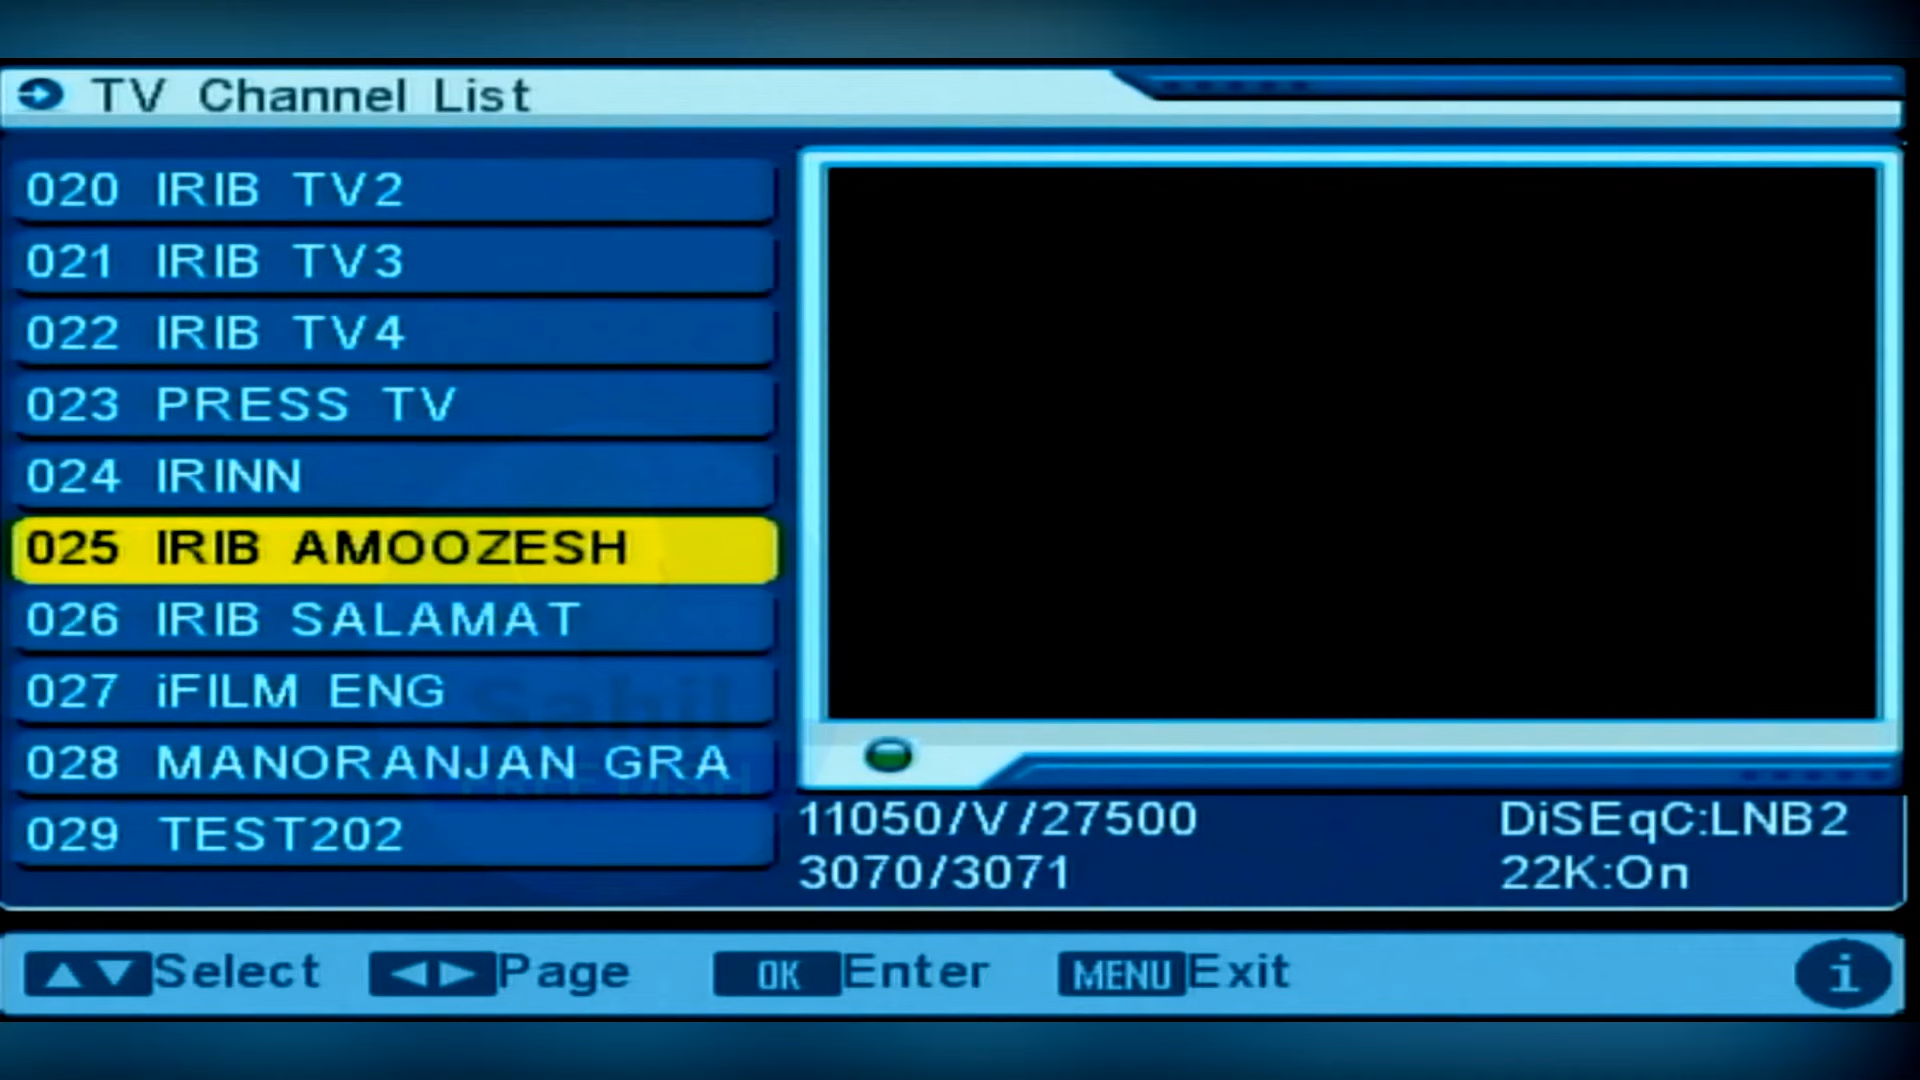 TV Channel List
020 IRIB TV2
021 IRIB TV3
022 IRIB TV4
023 PRESS TV
024 IRINN
025 IRIB AMOOZESH
026 IRIB SALAMAT
027 iFILM ENG
028 MANORANJAN GRA
029 TEST202
Sahil
11050/V/27500 DiSEqC:LNB2
3070/3071 22K:On
Select Page OK Enter MENU Exit i